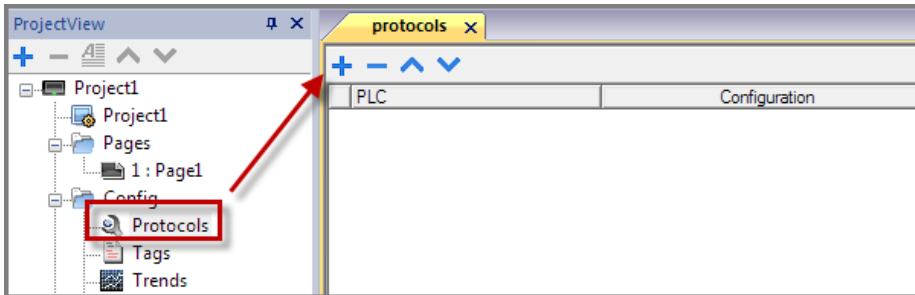 ProjectView
protocols
PLC
Configuration
Project1
Project1
Pages
1 : Page1
Config
Protocols
Tags
Trends